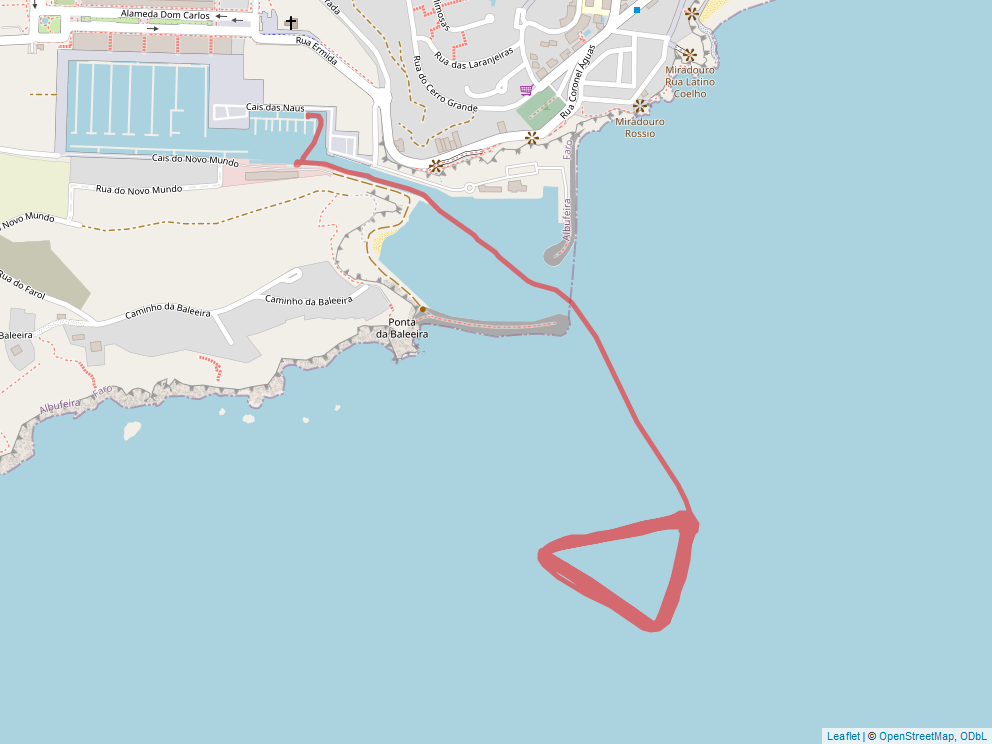 Alameda Dom Carlos
Rua Ermida
Rua das Laranjeiras
Rua do Cerro Grande
Rua Coronel Águas
Miradouro
Rua Latino
Coelho
Miradouro
Rossio
Cais das Naus
Cais do Novo Mundo
Rua do Novo Mundo
Novo Mundo
Faro
Albufeira
Rua do Farol
Caminho da Baleeira
Caminho da Baleeira
Baleeira
Ponta
da Baleeira
Albufeira
Faro
Leaflet | © OpenStreetMap, ODbL